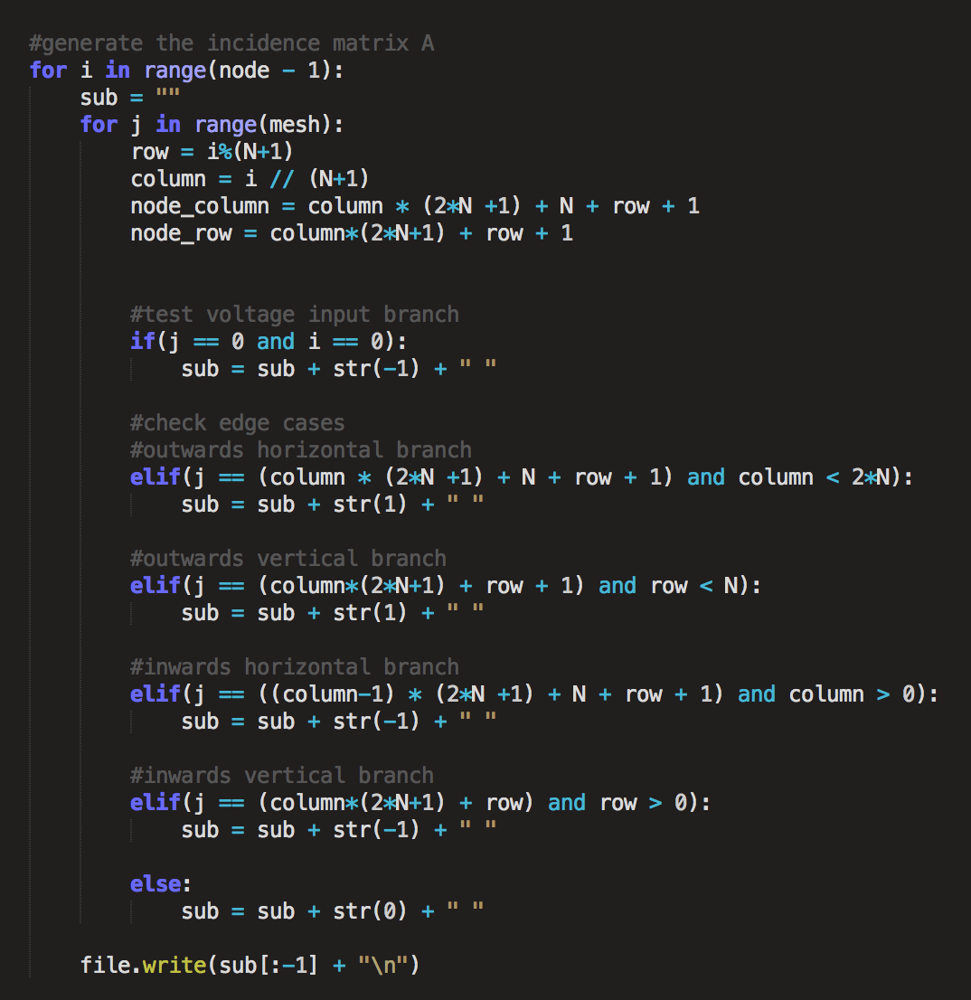 #generate the incidence matrix A
for i in range(node - 1):
    sub = ""
    for j in range(mesh):
        row = i%(N+1)
        column = i // (N+1)
        node_column = column * (2*N +1) + N + row + 1
        node_row = column*(2*N+1) + row + 1
        #test voltage input branch
        if(j == 0 and i == 0):
            sub = sub + str(-1) + " "
        #check edge cases
        #outwards horizontal branch
        elif(j == (column * (2*N +1) + N + row + 1) and column < 2*N):
            sub = sub + str(1) + " "
        #outwards vertical branch
        elif(j == (column*(2*N+1) + row + 1) and row < N):
            sub = sub + str(1) + " "
        #inwards horizontal branch
        elif(j == ((column-1) * (2*N +1) + N + row + 1) and column > 0):
            sub = sub + str(-1) + " "
        #inwards vertical branch
        elif(j == (column*(2*N+1) + row) and row > 0):
            sub = sub + str(-1) + " "
        else:
            sub = sub + str(0) + " "
    file.write(sub[:-1] + "\n")